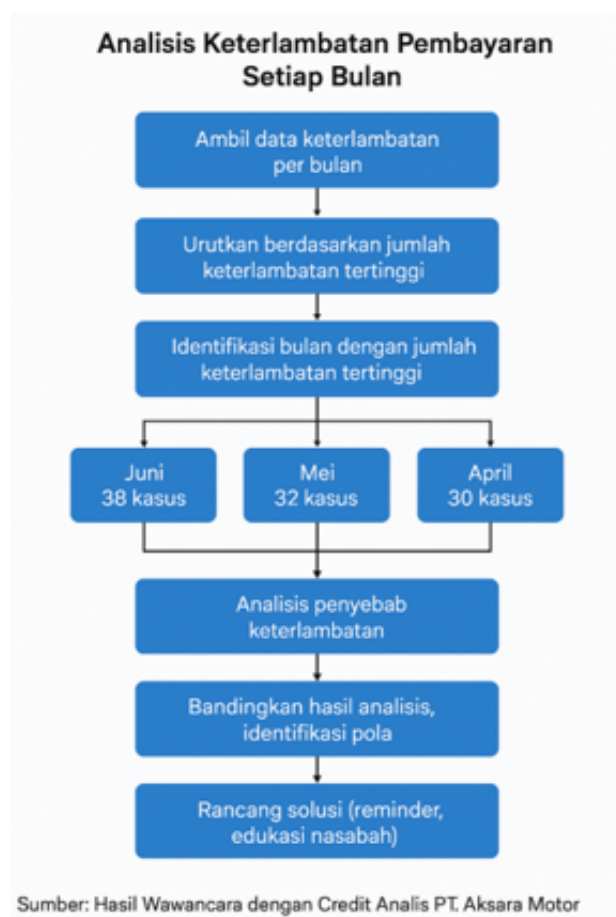 Analisis Keterlambatan Pembayaran
Setiap Bulan
Ambil data keterlambatan
per bulan
Urutkan berdasarkan jumlah
keterlambatan tertinggi
Identifikasi bulan dengan jumlah
keterlambatan tertinggi
Juni
38 kasus
Mei
32 kasus
April
30 kasus
Analisis penyebab
keterlambatan
Bandingkan hasil analisis,
identifikasi pola
Rancang solusi (reminder,
edukasi nasabah)
Sumber: Hasil Wawancara dengan Credit Analis PT. Aksara Motor